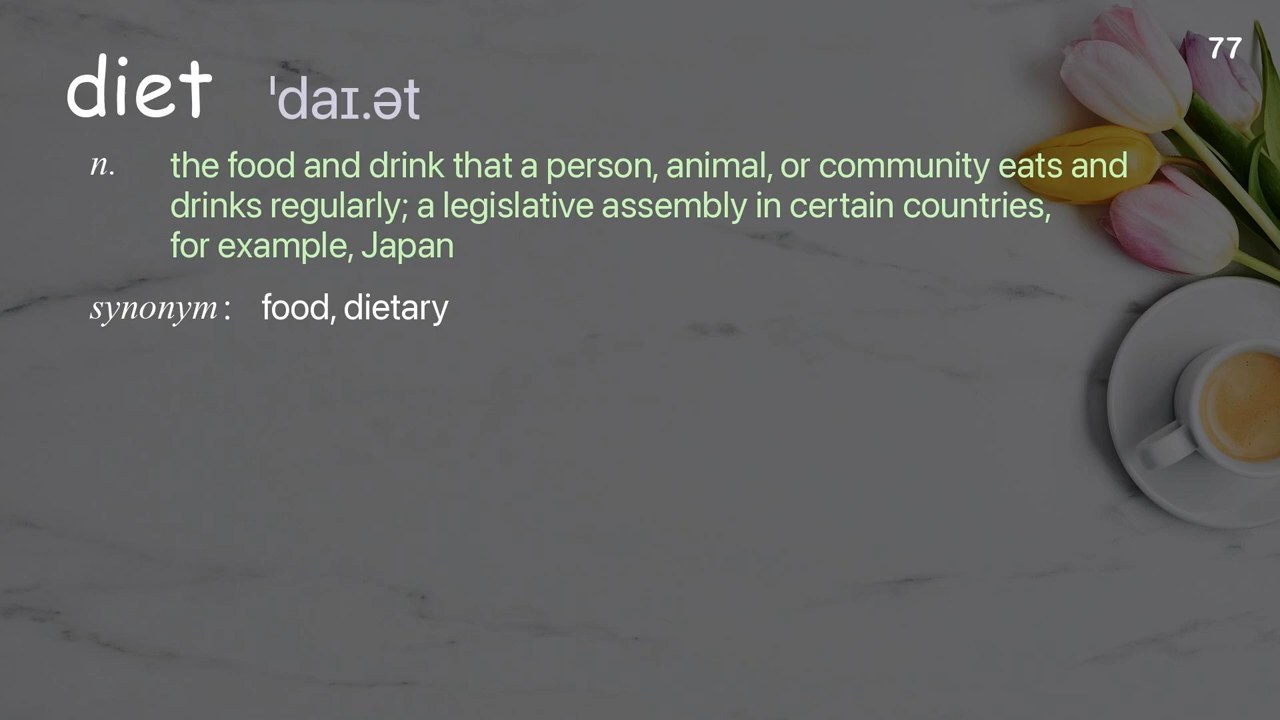 77
diet ˈdaɪ.ət
n. the food and drink that a person, animal, or community eats and
drinks regularly; a legislative assembly in certain countries,
for example, Japan
synonym: food, dietary